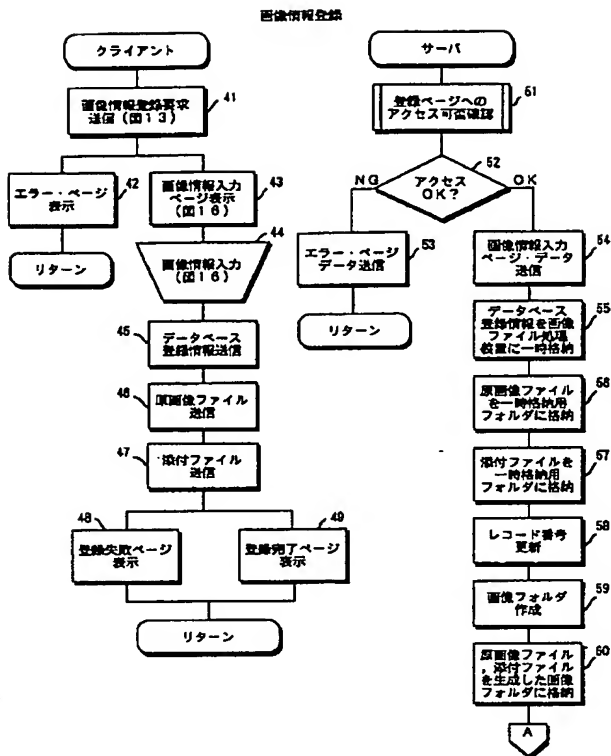 画像情報登録
クライアント
画像情報登録要求
送信(図13)
41
エラー・ページ
表示
42
画像情報入力
ページ表示
(図16)
43
リターン
画像情報入力
(図16)
44
データベース
登録情報送信
45
原画像ファイル
送信
46
添付ファイル
送信
47
登録失敗ページ
表示
48
登録完了ページ
表示
49
リターン
サーバ
登録ページへの
アクセス可否確認
51
アクセス
OK?
52
NG
OK
エラー・ページ
データ送信
53
リターン
画像情報入力
ページ・データ
送信
54
データベース
登録情報を画像
ファイル処理
装置に一時格納
55
原画像ファイル
を一時格納用
フォルダに格納
56
添付ファイルを
一時格納用
フォルダに格納
57
レコード番号
更新
58
画像フォルダ
作成
59
原画像ファイル
,添付ファイル
を生成した画像
フォルダに格納
60
A